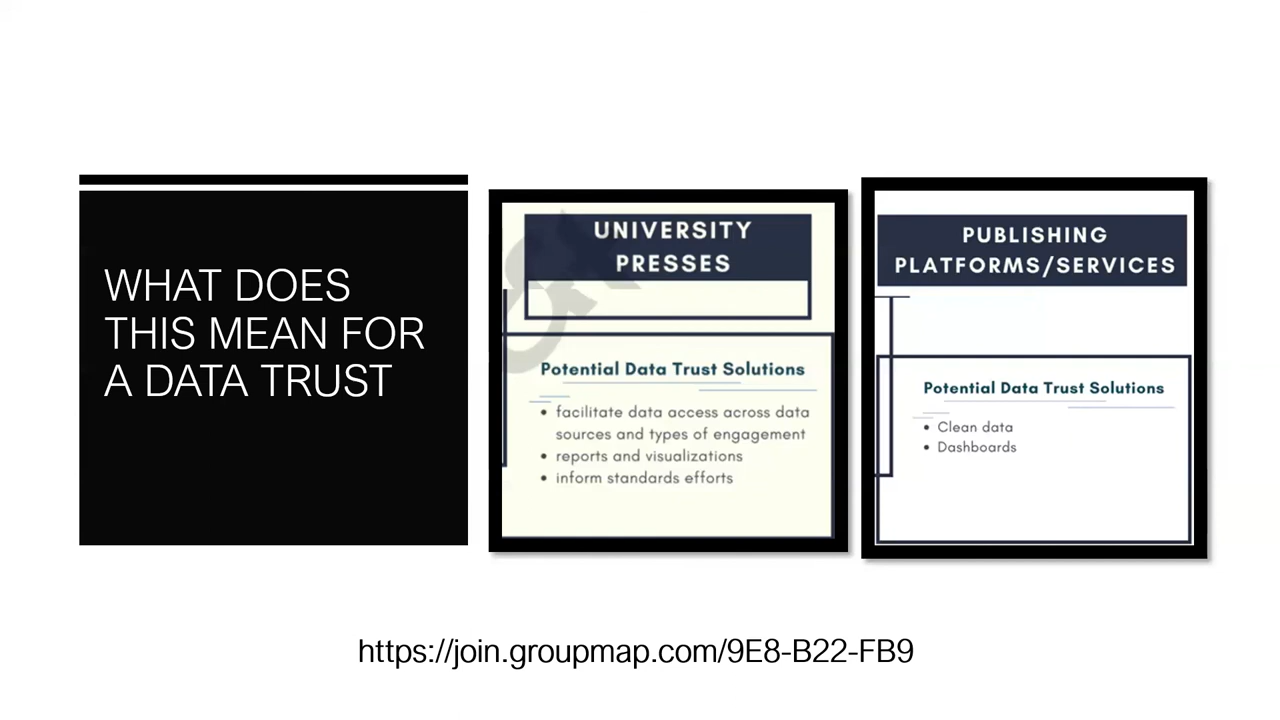 WHAT DOES
THIS MEAN FOR
A DATA TRUST
UNIVERSITY
PRESSES
Potential Data Trust Solutions
• facilitate data access across data
sources and types of engagement
• reports and visualizations
• inform standards efforts
PUBLISHING
PLATFORMS/SERVICES
Potential Data Trust Solutions
• Clean data
• Dashboards
https://join.groupmap.com/9E8-B22-FB9